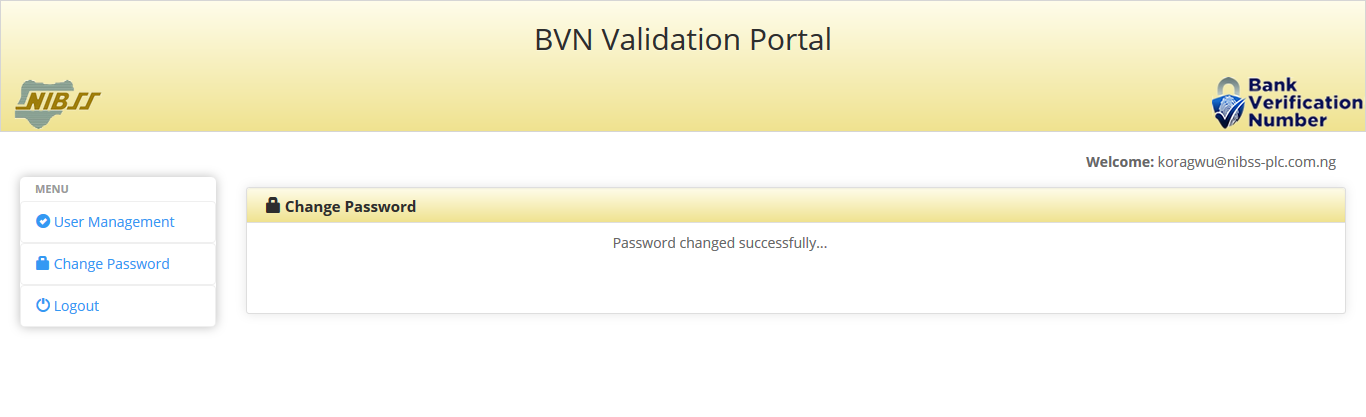 BVN Validation Portal
NIBSS
Bank
Verification
Number
Welcome: koragwu@nibss-plc.com.ng
MENU
User Management
Change Password
Logout
Change Password
Password changed successfully...